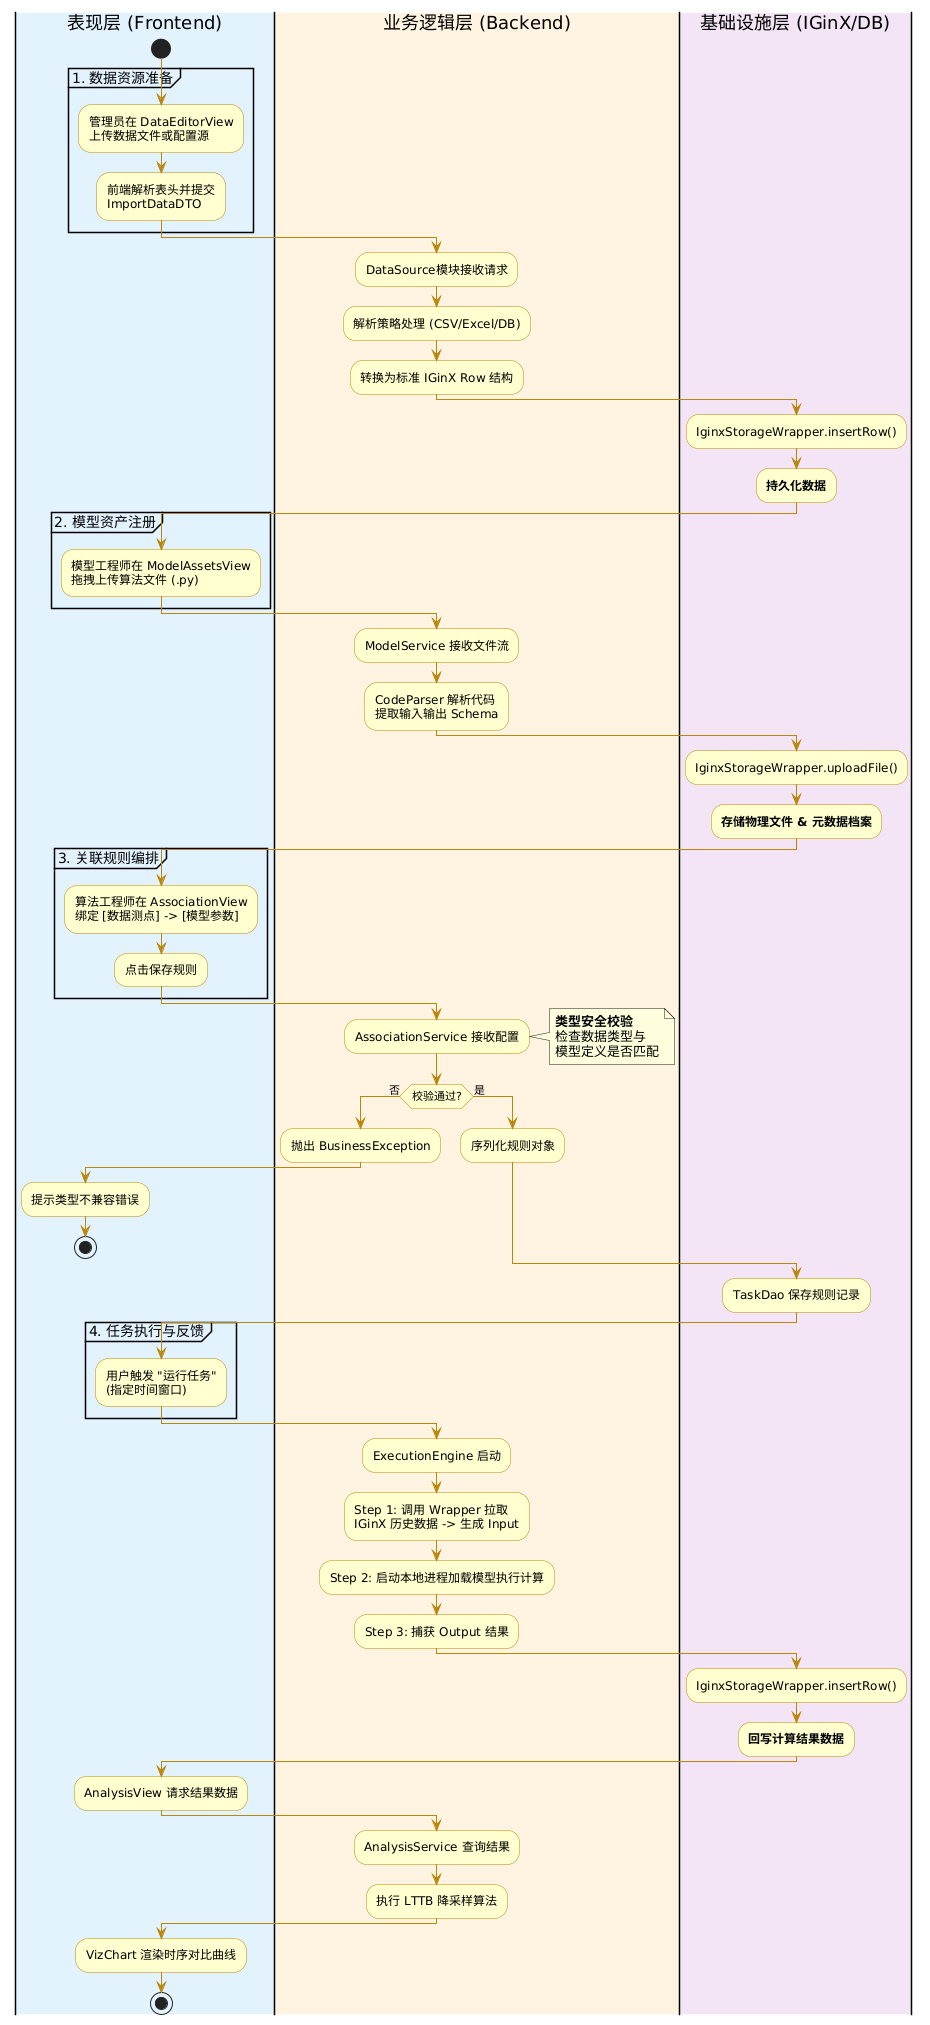 表现层 (Frontend)
业务逻辑层 (Backend)
基础设施层 (IGinX/DB)
1. 数据资源准备
管理员在 DataEditorView
上传数据文件或配置源
前端解析表头并提交
ImportDataDTO
DataSource模块接收请求
解析策略处理 (CSV/Excel/DB)
转换为标准 IGinX Row 结构
IginxStorageWrapper.insertRow()
持久化数据
2. 模型资产注册
模型工程师在 ModelAssetsView
拖拽上传算法文件 (.py)
ModelService 接收文件流
CodeParser 解析代码
提取输入输出 Schema
IginxStorageWrapper.uploadFile()
存储物理文件 & 元数据档案
3. 关联规则编排
算法工程师在 AssociationView
绑定 [数据测点] -> [模型参数]
点击保存规则
AssociationService 接收配置
类型安全校验
检查数据类型与
模型定义是否匹配
否
校验通过?
是
抛出 BusinessException
序列化规则对象
提示类型不兼容错误
TaskDao 保存规则记录
4. 任务执行与反馈
用户触发 "运行任务"
(指定时间窗口)
ExecutionEngine 启动
Step 1: 调用 Wrapper 拉取
IGinX 历史数据 -> 生成 Input
Step 2: 启动本地进程加载模型执行计算
Step 3: 捕获 Output 结果
IginxStorageWrapper.insertRow()
回写计算结果数据
AnalysisView 请求结果数据
AnalysisService 查询结果
执行 LTTB 降采样算法
VizChart 渲染时序对比曲线